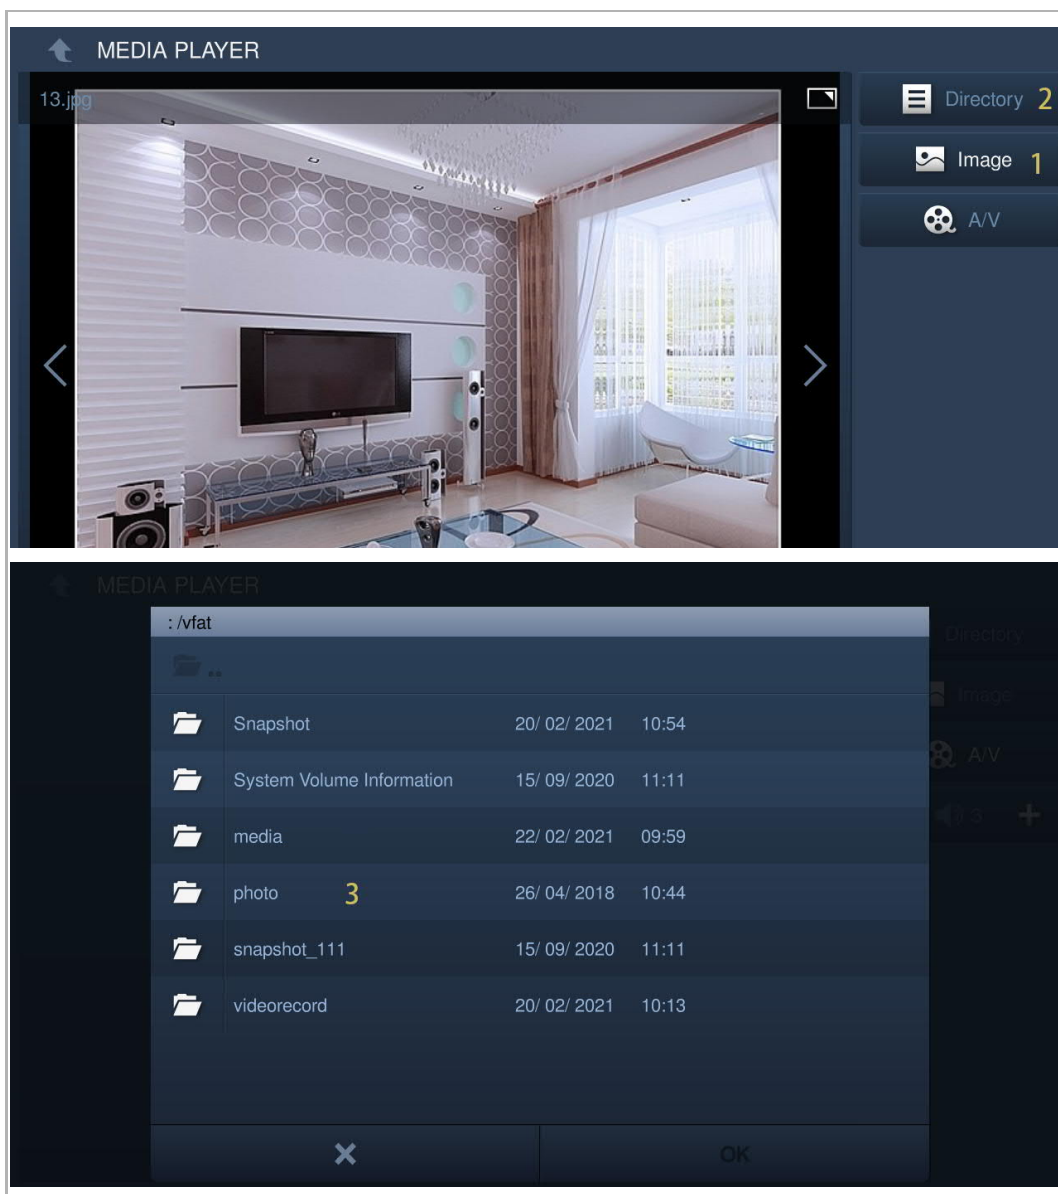 MEDIA PLAYER
13.jpg
Directory 2
Image 1
A/V
MEDIA PLAYER
: /vfat
Directory
..
Image
Snapshot 20/ 02/ 2021 10:54
A/V
System Volume Information 15/ 09/ 2020 11:11
3
media 22/ 02/ 2021 09:59
photo 3 26/ 04/ 2018 10:44
snapshot_111 15/ 09/ 2020 11:11
videorecord 20/ 02/ 2021 10:13
OK